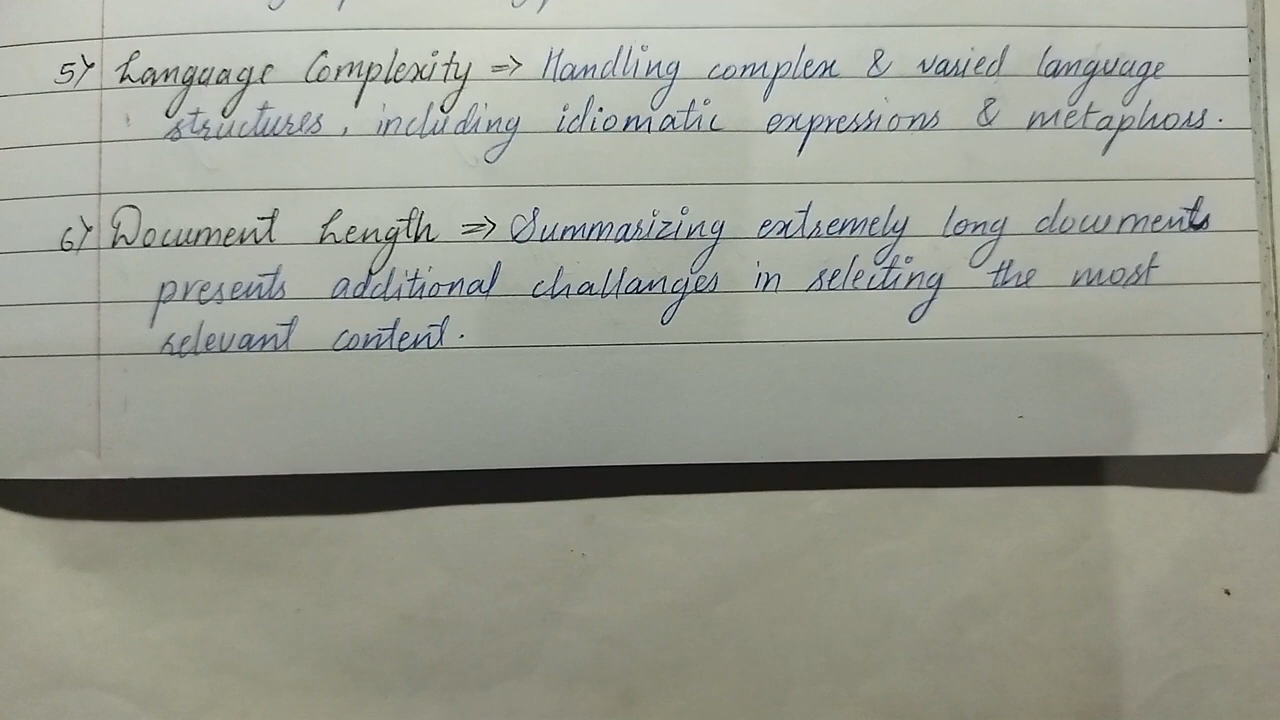 5) Language Complexity => Handling complex & varied language
structures, including idiomatic expressions & metaphors.
6) Document Length => Summarizing extremely long documents
presents additional challanges in selecting the most
relevant content.